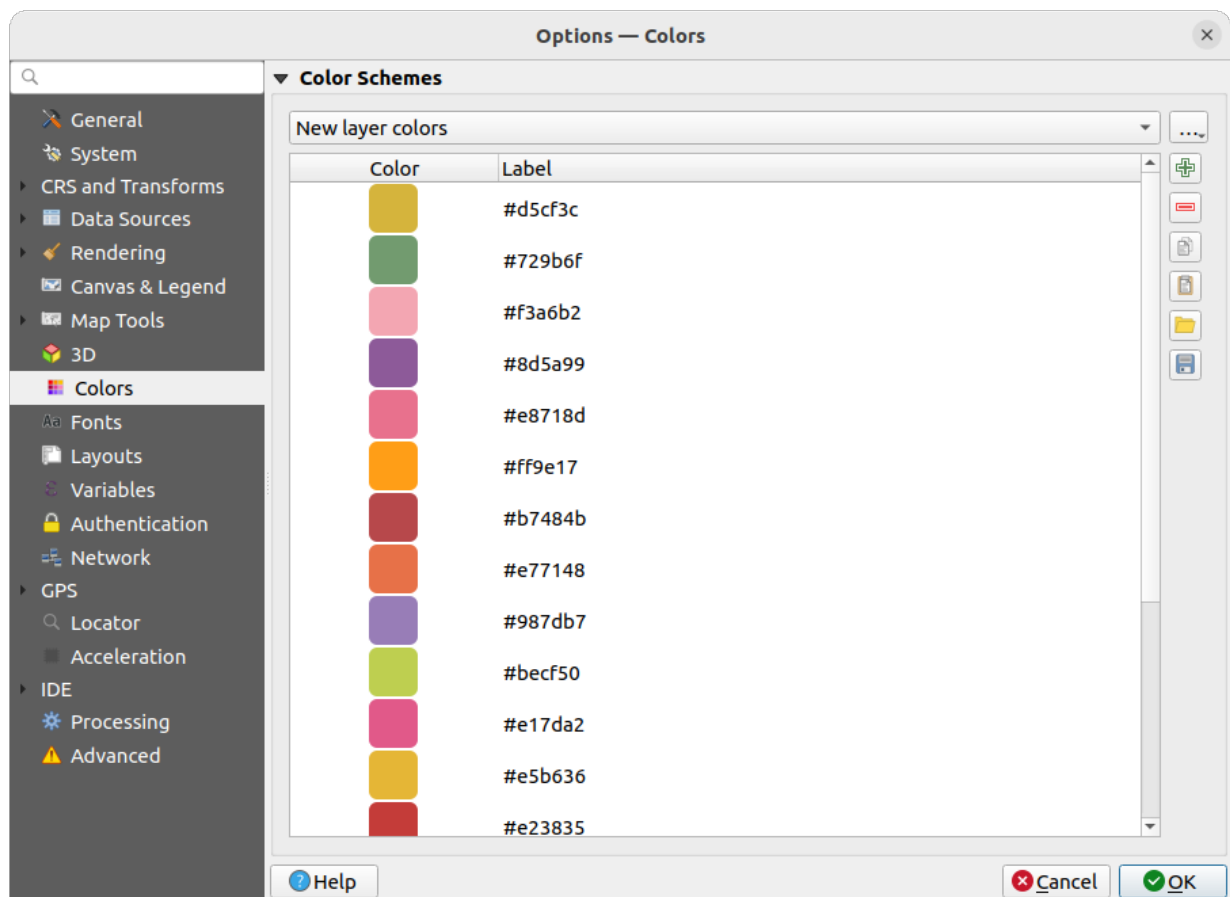 Options — Colors
General
System
CRS and Transforms
Data Sources
Rendering
Canvas & Legend
Map Tools
3D
Colors
Aa Fonts
Layouts
Variables
Authentication
Network
GPS
Locator
Acceleration
IDE
Processing
Advanced
Color Schemes
New layer colors
...
Color Label
#d5cf3c
#729b6f
#f3a6b2
#8d5a99
#e8718d
#ff9e17
#b7484b
#e77148
#987db7
#becf50
#e17da2
#e5b636
#e23835
Help
Cancel
OK